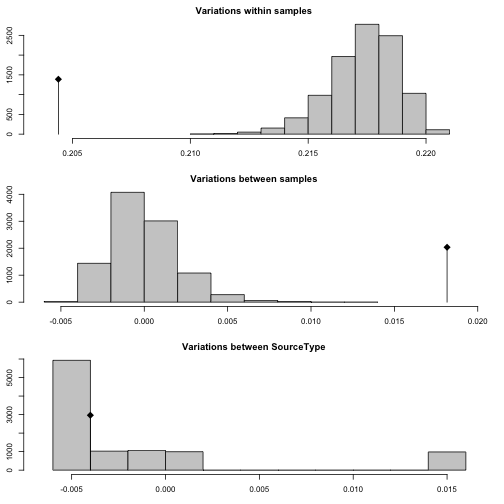 Variations within samples
2500
1500
500
0
0.205 0.210 0.215 0.220
Variations between samples
4000
3000
2000
1000
0
-0.005 0.000 0.005 0.010 0.015 0.020
Variations between SourceType
5000
3000
1000
0
-0.005 0.000 0.005 0.010 0.015